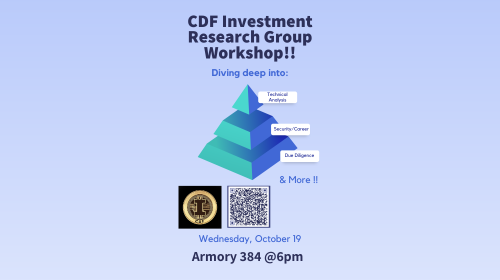 CDF Investment
Research Group
Workshop!!
Diving deep into:
Technical
Analysis
Security/Career
Due Diligence
& More !!
Wednesday, October 19
Armory 384 @6pm